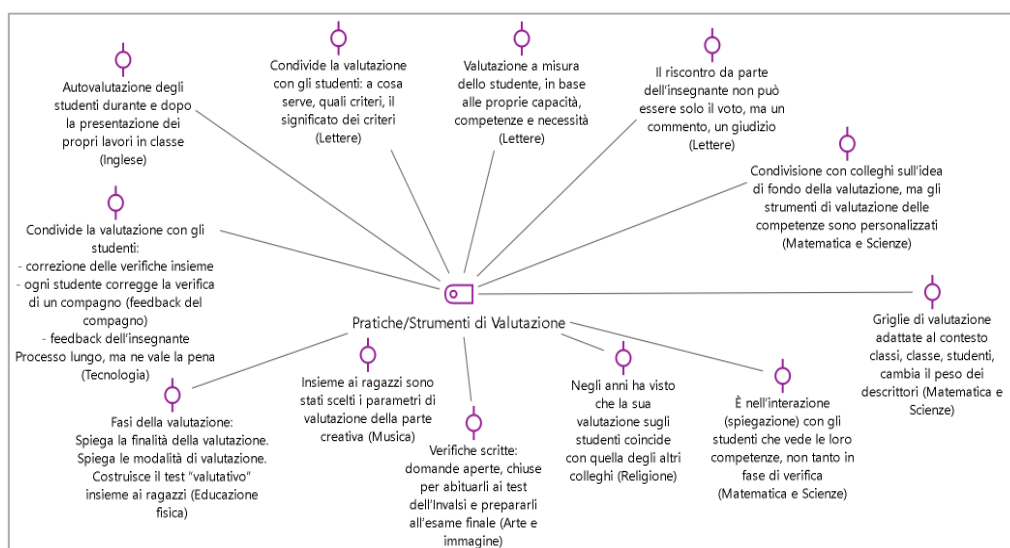 Autovalutazione degli
studenti durante e dopo
la presentazione dei
propri lavori in classe
(Inglese)
Condivide la valutazione
con gli studenti: a cosa
serve, quali criteri, il
significato dei criteri
(Lettere)
Valutazione a misura
dello studente, in base
alle proprie capacità,
competenze e necessità
(Lettere)
Il riscontro da parte
dell'insegnante non può
essere solo il voto, ma un
commento, un giudizio
(Lettere)
Condivisione con colleghi sull'idea
di fondo della valutazione, ma gli
strumenti di valutazione delle
competenze sono personalizzati
(Matematica e Scienze)
Condivide la valutazione con gli
studenti:
- correzione delle verifiche insieme
- ogni studente corregge la verifica
di un compagno (feedback del
compagno)
- feedback dell'insegnante
Processo lungo, ma ne vale la pena
(Tecnologia)
Pratiche/Strumenti di Valutazione
Griglie di valutazione
adattate al contesto
classi, classe, studenti,
cambia il peso dei
descrittori (Matematica e
Scienze)
Fasi della valutazione:
Spiega la finalità della valutazione.
Spiega le modalità di valutazione.
Costruisce il test "valutativo"
insieme ai ragazzi (Educazione
fisica)
Insieme ai ragazzi sono
stati scelti i parametri di
valutazione della parte
creativa (Musica)
Verifiche scritte:
domande aperte, chiuse
per abituarli ai test
dell'Invalsi e prepararli
all'esame finale (Arte e
immagine)
Negli anni ha visto
che la sua
valutazione sugli
studenti coincide
con quella degli altri
colleghi (Religione)
È nell'interazione
(spiegazione) con gli
studenti che vede le loro
competenze, non tanto in
fase di verifica
(Matematica e Scienze)